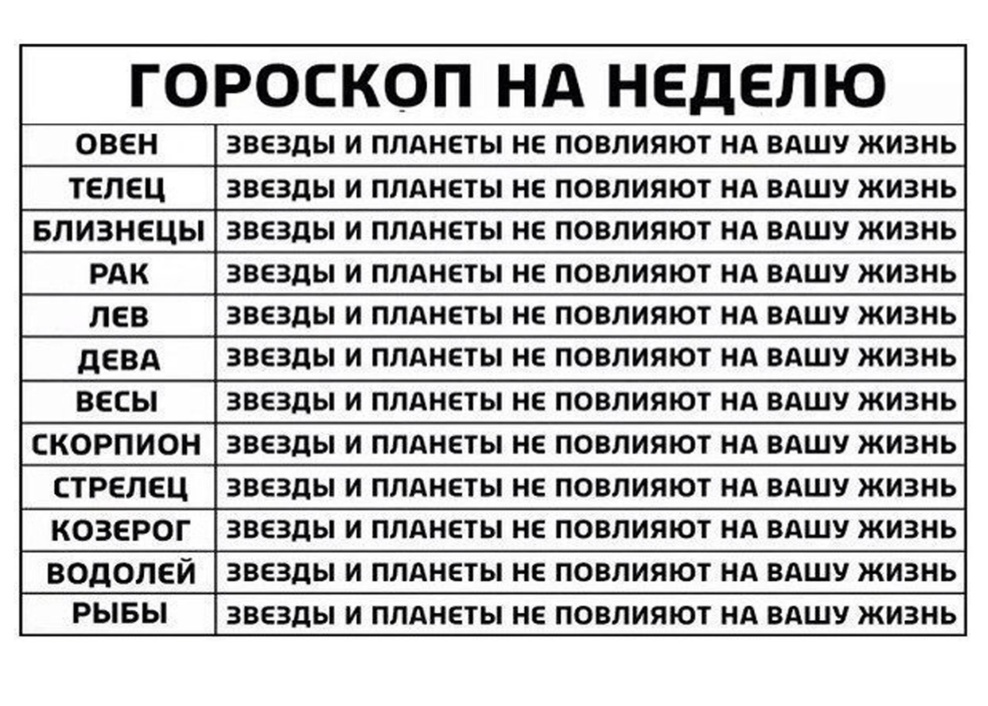 ГОРОСКОП НА НЕДЕЛЮ
ОВЕН ЗВЕЗДЫ И ПЛАНЕТЫ НЕ ПОВЛИЯЮТ НА ВАШУ ЖИЗНЬ
ТЕЛЕЦ ЗВЕЗДЫ И ПЛАНЕТЫ НЕ ПОВЛИЯЮТ НА ВАШУ ЖИЗНЬ
БЛИЗНЕЦЫ ЗВЕЗДЫ И ПЛАНЕТЫ НЕ ПОВЛИЯЮТ НА ВАШУ ЖИЗНЬ
РАК ЗВЕЗДЫ И ПЛАНЕТЫ НЕ ПОВЛИЯЮТ НА ВАШУ ЖИЗНЬ
ЛЕВ ЗВЕЗДЫ И ПЛАНЕТЫ НЕ ПОВЛИЯЮТ НА ВАШУ ЖИЗНЬ
ДЕВА ЗВЕЗДЫ И ПЛАНЕТЫ НЕ ПОВЛИЯЮТ НА ВАШУ ЖИЗНЬ
ВЕСЫ ЗВЕЗДЫ И ПЛАНЕТЫ НЕ ПОВЛИЯЮТ НА ВАШУ ЖИЗНЬ
СКОРПИОН ЗВЕЗДЫ И ПЛАНЕТЫ НЕ ПОВЛИЯЮТ НА ВАШУ ЖИЗНЬ
СТРЕЛЕЦ ЗВЕЗДЫ И ПЛАНЕТЫ НЕ ПОВЛИЯЮТ НА ВАШУ ЖИЗНЬ
КОЗЕРОГ ЗВЕЗДЫ И ПЛАНЕТЫ НЕ ПОВЛИЯЮТ НА ВАШУ ЖИЗНЬ
ВОДОЛЕЙ ЗВЕЗДЫ И ПЛАНЕТЫ НЕ ПОВЛИЯЮТ НА ВАШУ ЖИЗНЬ
РЫБЫ ЗВЕЗДЫ И ПЛАНЕТЫ НЕ ПОВЛИЯЮТ НА ВАШУ ЖИЗНЬ